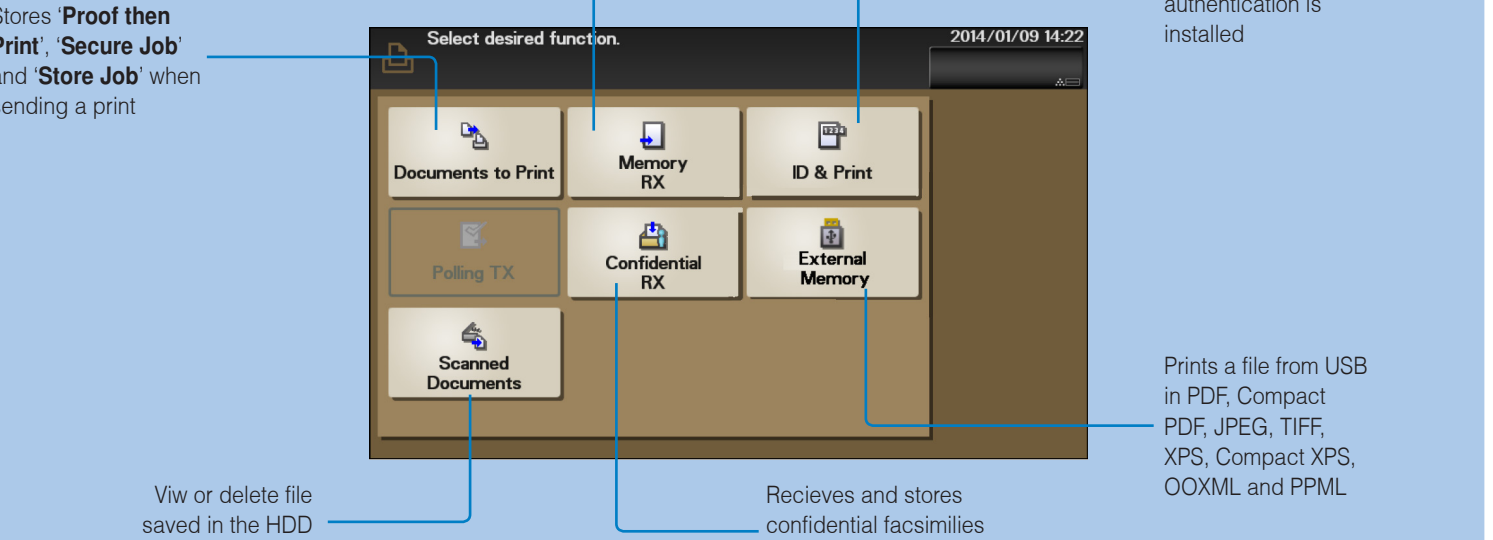 Stores ‘Proof then
Print’, ‘Secure Job’
and ‘Store Job’ when
sending a print
authentication is
installed
Select desired function.
2014/01/09 14:22
Documents to Print
Memory
RX
ID & Print
Polling TX
Confidential
RX
External
Memory
Scanned
Documents
Prints a file from USB
in PDF, Compact
PDF, JPEG, TIFF,
XPS, Compact XPS,
OOXML and PPML
Viw or delete file
saved in the HDD
Recieves and stores
confidential facsimilies